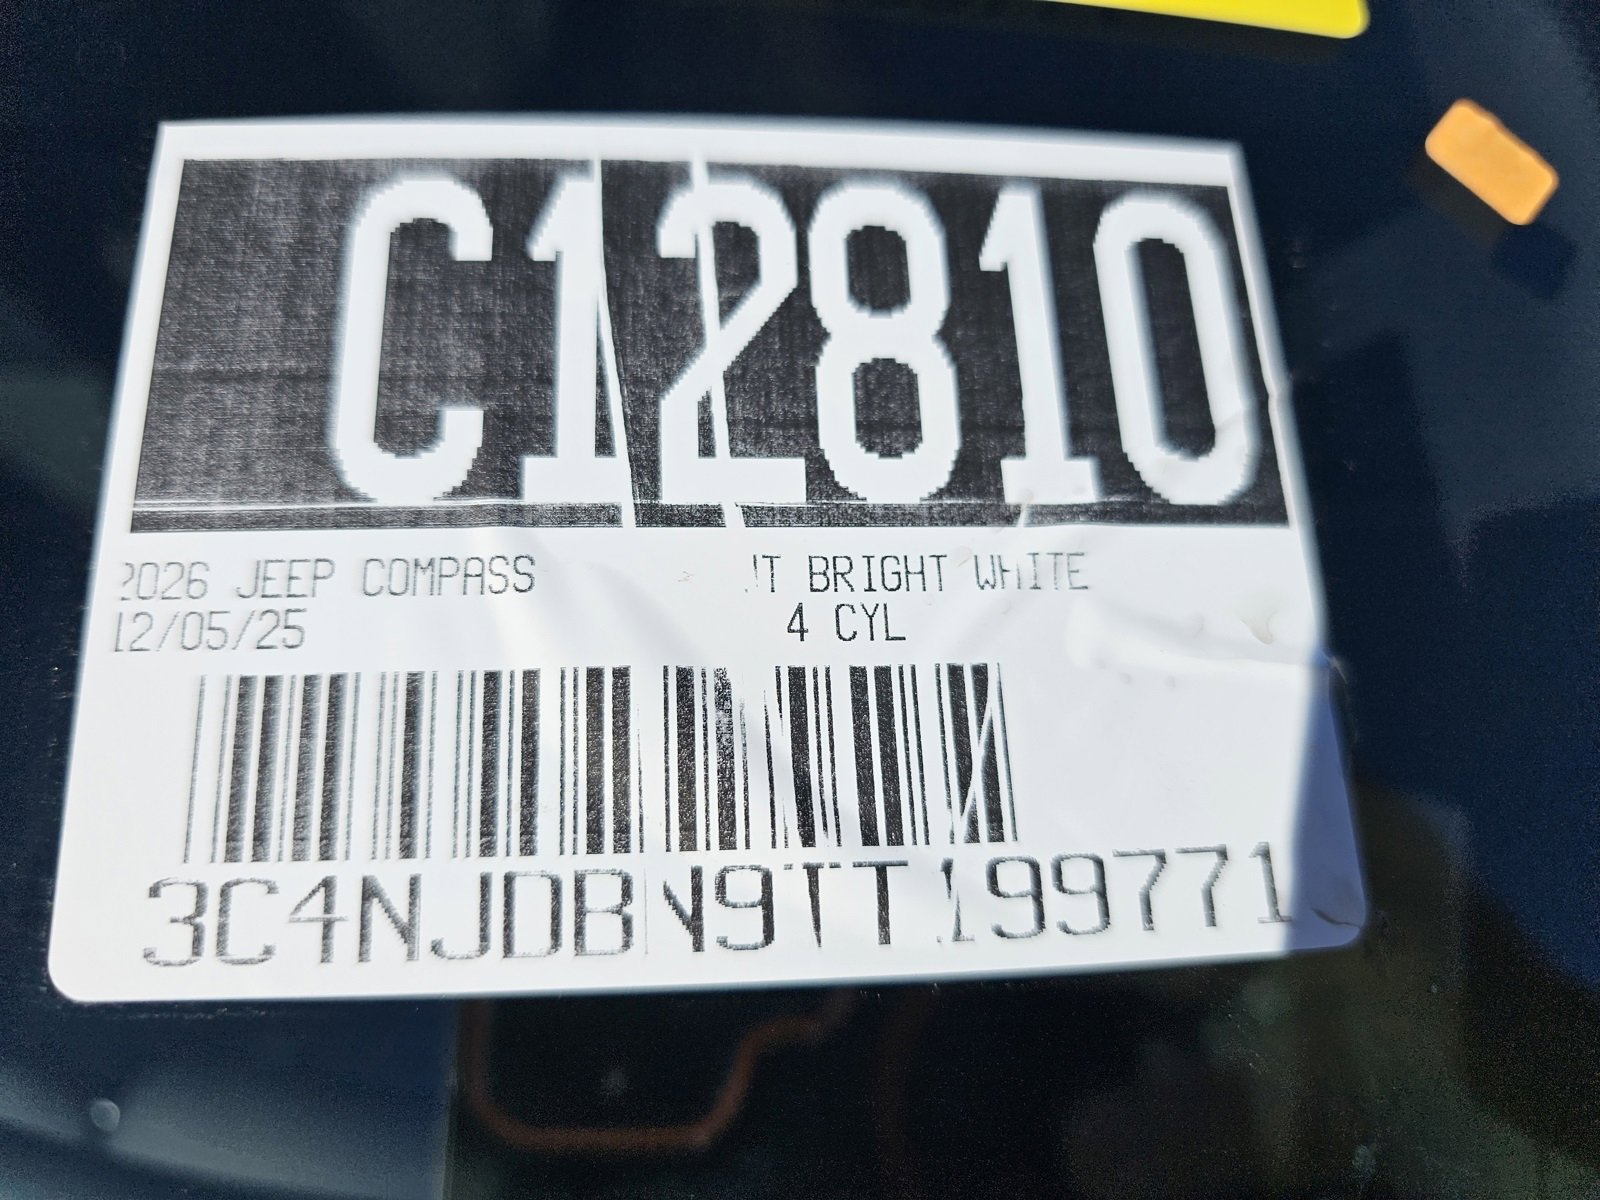 C12810
2026 JEEP COMPASS BRIGHT WHITE
12/05/25 4 CYL
3C4NJDBN9TT199771